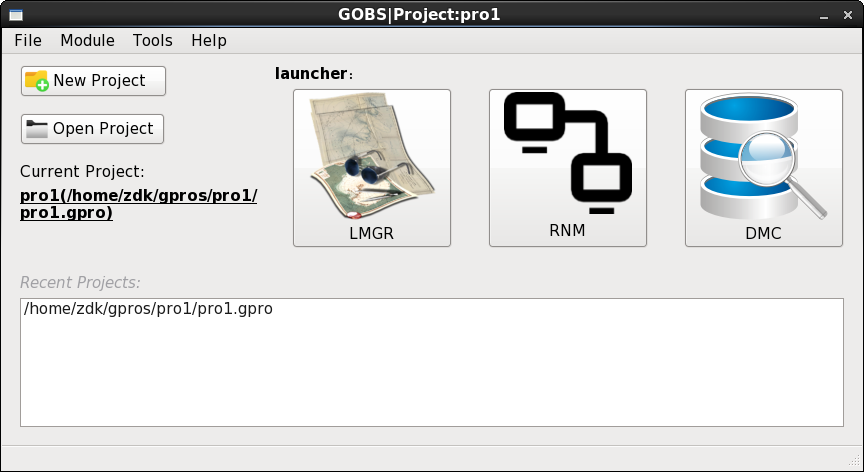 GOBS|Project:pro1
File Module Tools Help
New Project
launcher:
Open Project
Current Project:
pro1(/home/zdk/gpros/pro1/
pro1.gpro)
LMGR
RNM
DMC
Recent Projects:
/home/zdk/gpros/pro1/pro1.gpro